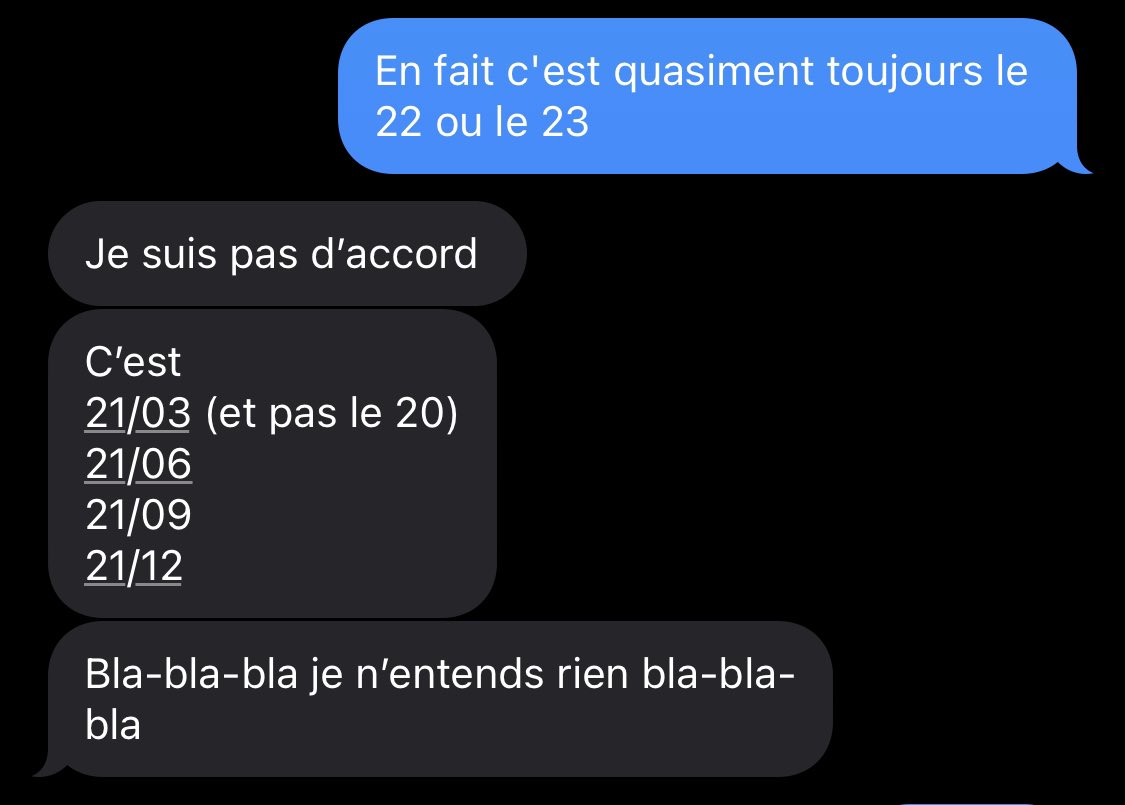 En fait c'est quasiment toujours le
22 ou le 23
Je suis pas d’accord
C’est
21/03 (et pas le 20)
21/06
21/09
21/12
Bla-bla-bla je n’entends rien bla-bla-
bla